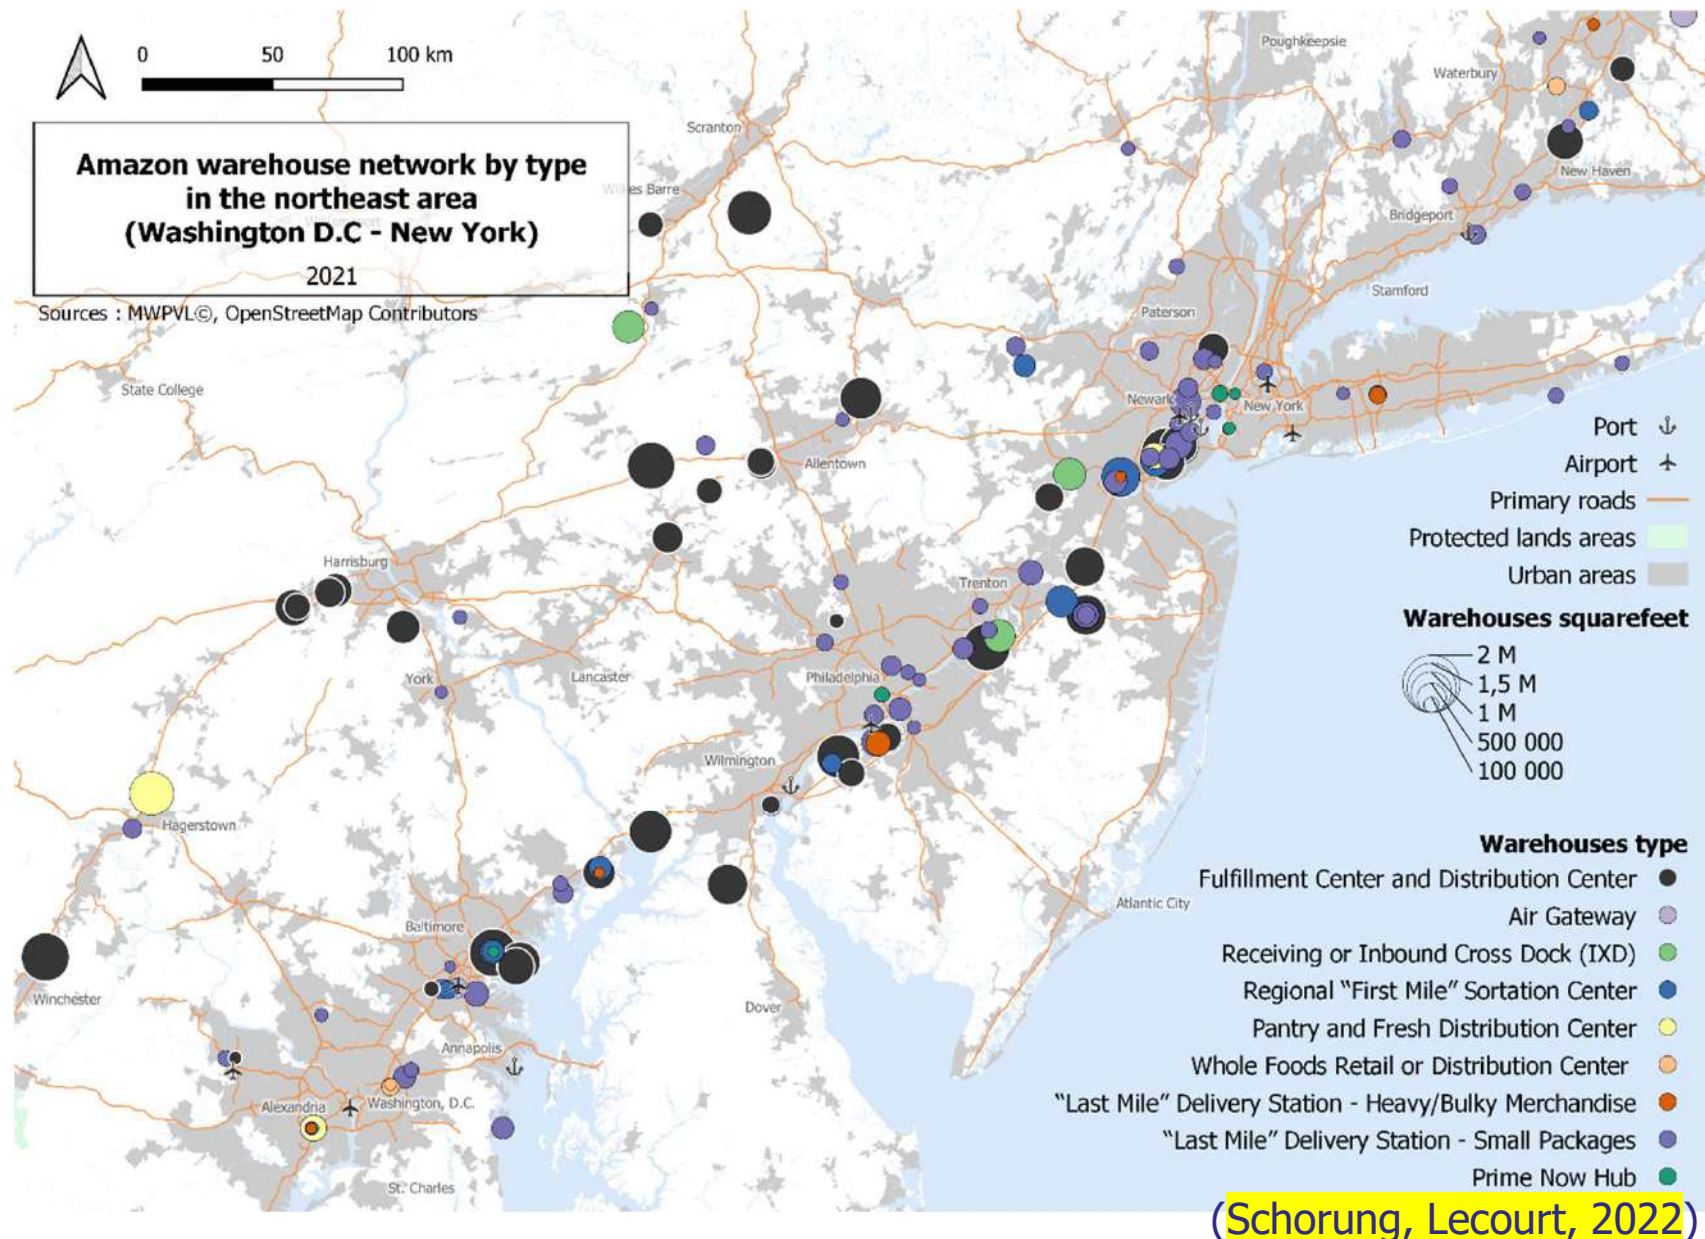 0 50 100 km
Amazon warehouse network by type
in the northeast area
(Washington D.C - New York)
2021
Sources : MWPVL©, OpenStreetMap Contributors
Poughkeepsie
Waterbury
Scranton
New Haven
Bridgeport
Stamford
Paterson
State College
Newark
New York
Allentown
Harrisburg
Trenton
York
Lancaster
Philadelphia
Wilmington
Hagerstown
Atlantic City
Baltimore
Winchester
Dover
Annapolis
Alexandria
Washington, D.C.
St. Charles
Port
Airport
Primary roads
Protected lands areas
Urban areas
Warehouses squarefeet
2 M
1,5 M
1 M
500 000
100 000
Warehouses type
Fulfillment Center and Distribution Center
Air Gateway
Receiving or Inbound Cross Dock (IXD)
Regional “First Mile” Sortation Center
Pantry and Fresh Distribution Center
Whole Foods Retail or Distribution Center
“Last Mile” Delivery Station - Heavy/Bulky Merchandise
“Last Mile” Delivery Station - Small Packages
Prime Now Hub
(Schorung, Lecourt, 2022)